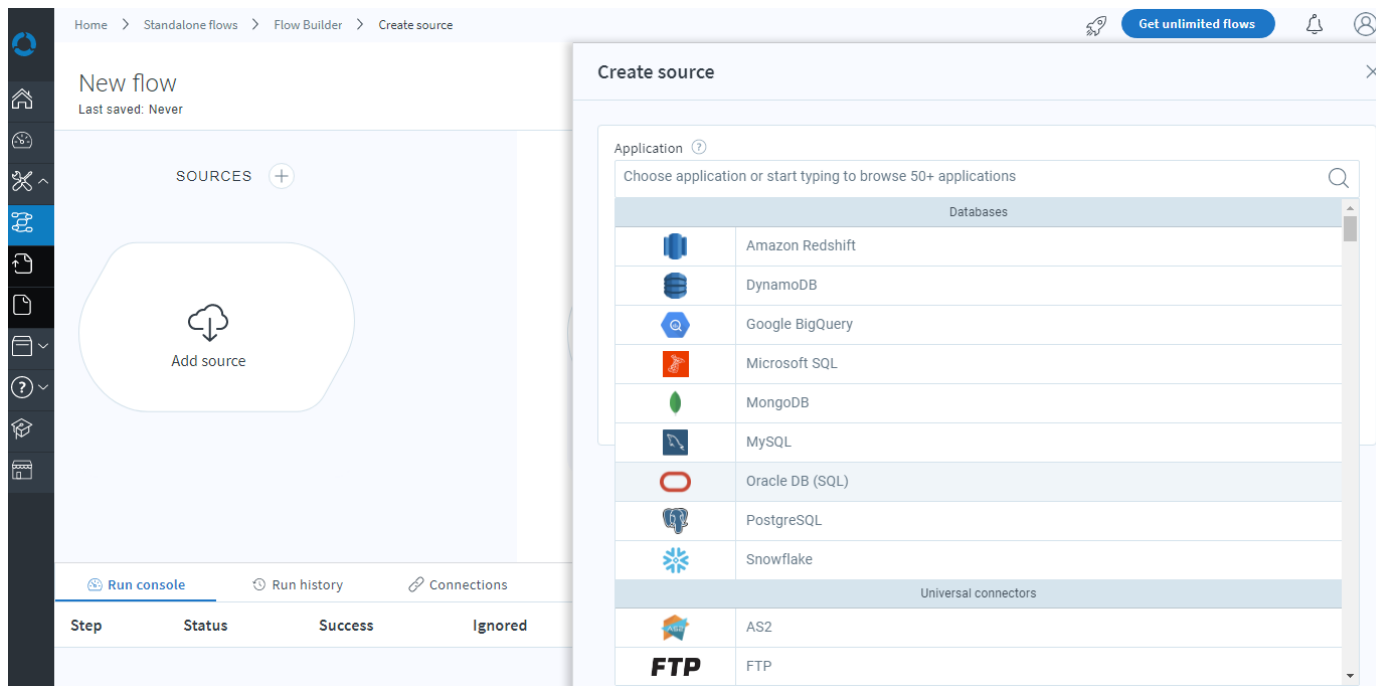 Home > Standalone flows > Flow Builder > Create source
Get unlimited flows
New flow
Last saved: Never
SOURCES
Add source
Run console
Run history
Connections
Step Status Success Ignored
Create source
Application ?
Choose application or start typing to browse 50+ applications
Databases
Amazon Redshift
DynamoDB
Google BigQuery
Microsoft SQL
MongoDB
MySQL
Oracle DB (SQL)
PostgreSQL
Snowflake
Universal connectors
AS2 AS2
FTP FTP